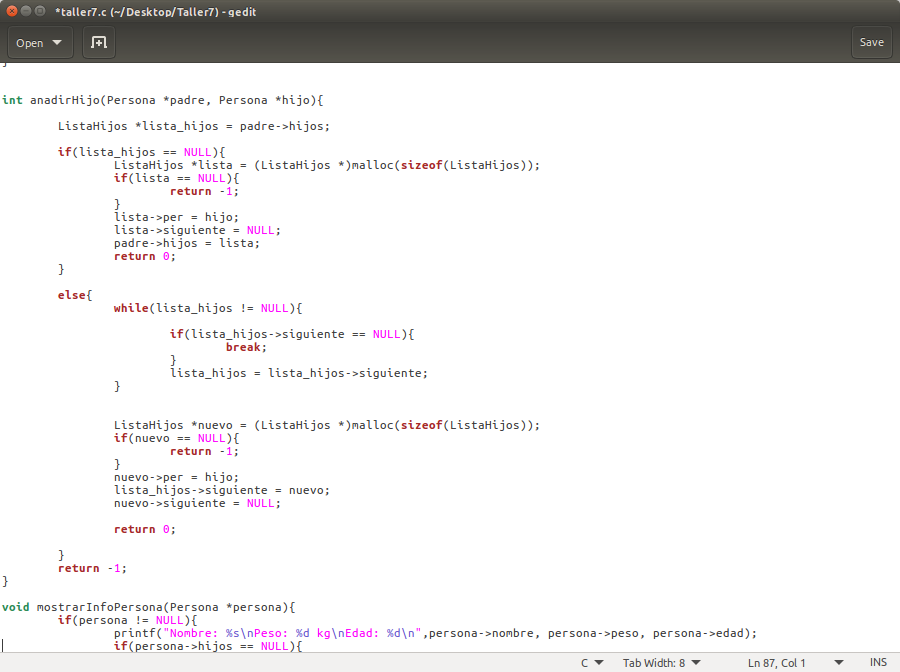 *taller7.c (~/Desktop/Taller7) - gedit
Open
Save
}
int anadirHijo(Persona *padre, Persona *hijo){
ListaHijos *lista_hijos = padre->hijos;
if(lista_hijos == NULL){
ListaHijos *lista = (ListaHijos *)malloc(sizeof(ListaHijos));
if(lista == NULL){
return -1;
}
lista->per = hijo;
lista->siguiente = NULL;
padre->hijos = lista;
return 0;
}
else{
while(lista_hijos != NULL){
if(lista_hijos->siguiente == NULL){
break;
}
lista_hijos = lista_hijos->siguiente;
}
ListaHijos *nuevo = (ListaHijos *)malloc(sizeof(ListaHijos));
if(nuevo == NULL){
return -1;
}
nuevo->per = hijo;
lista_hijos->siguiente = nuevo;
nuevo->siguiente = NULL;
return 0;
}
return -1;
}
void mostrarInfoPersona(Persona *persona){
if(persona != NULL){
printf("Nombre: %s\nPeso: %d kg\nEdad: %d\n",persona->nombre, persona->peso, persona->edad);
if(persona->hijos == NULL){
C Tab Width: 8 Ln 87, Col 1 INS